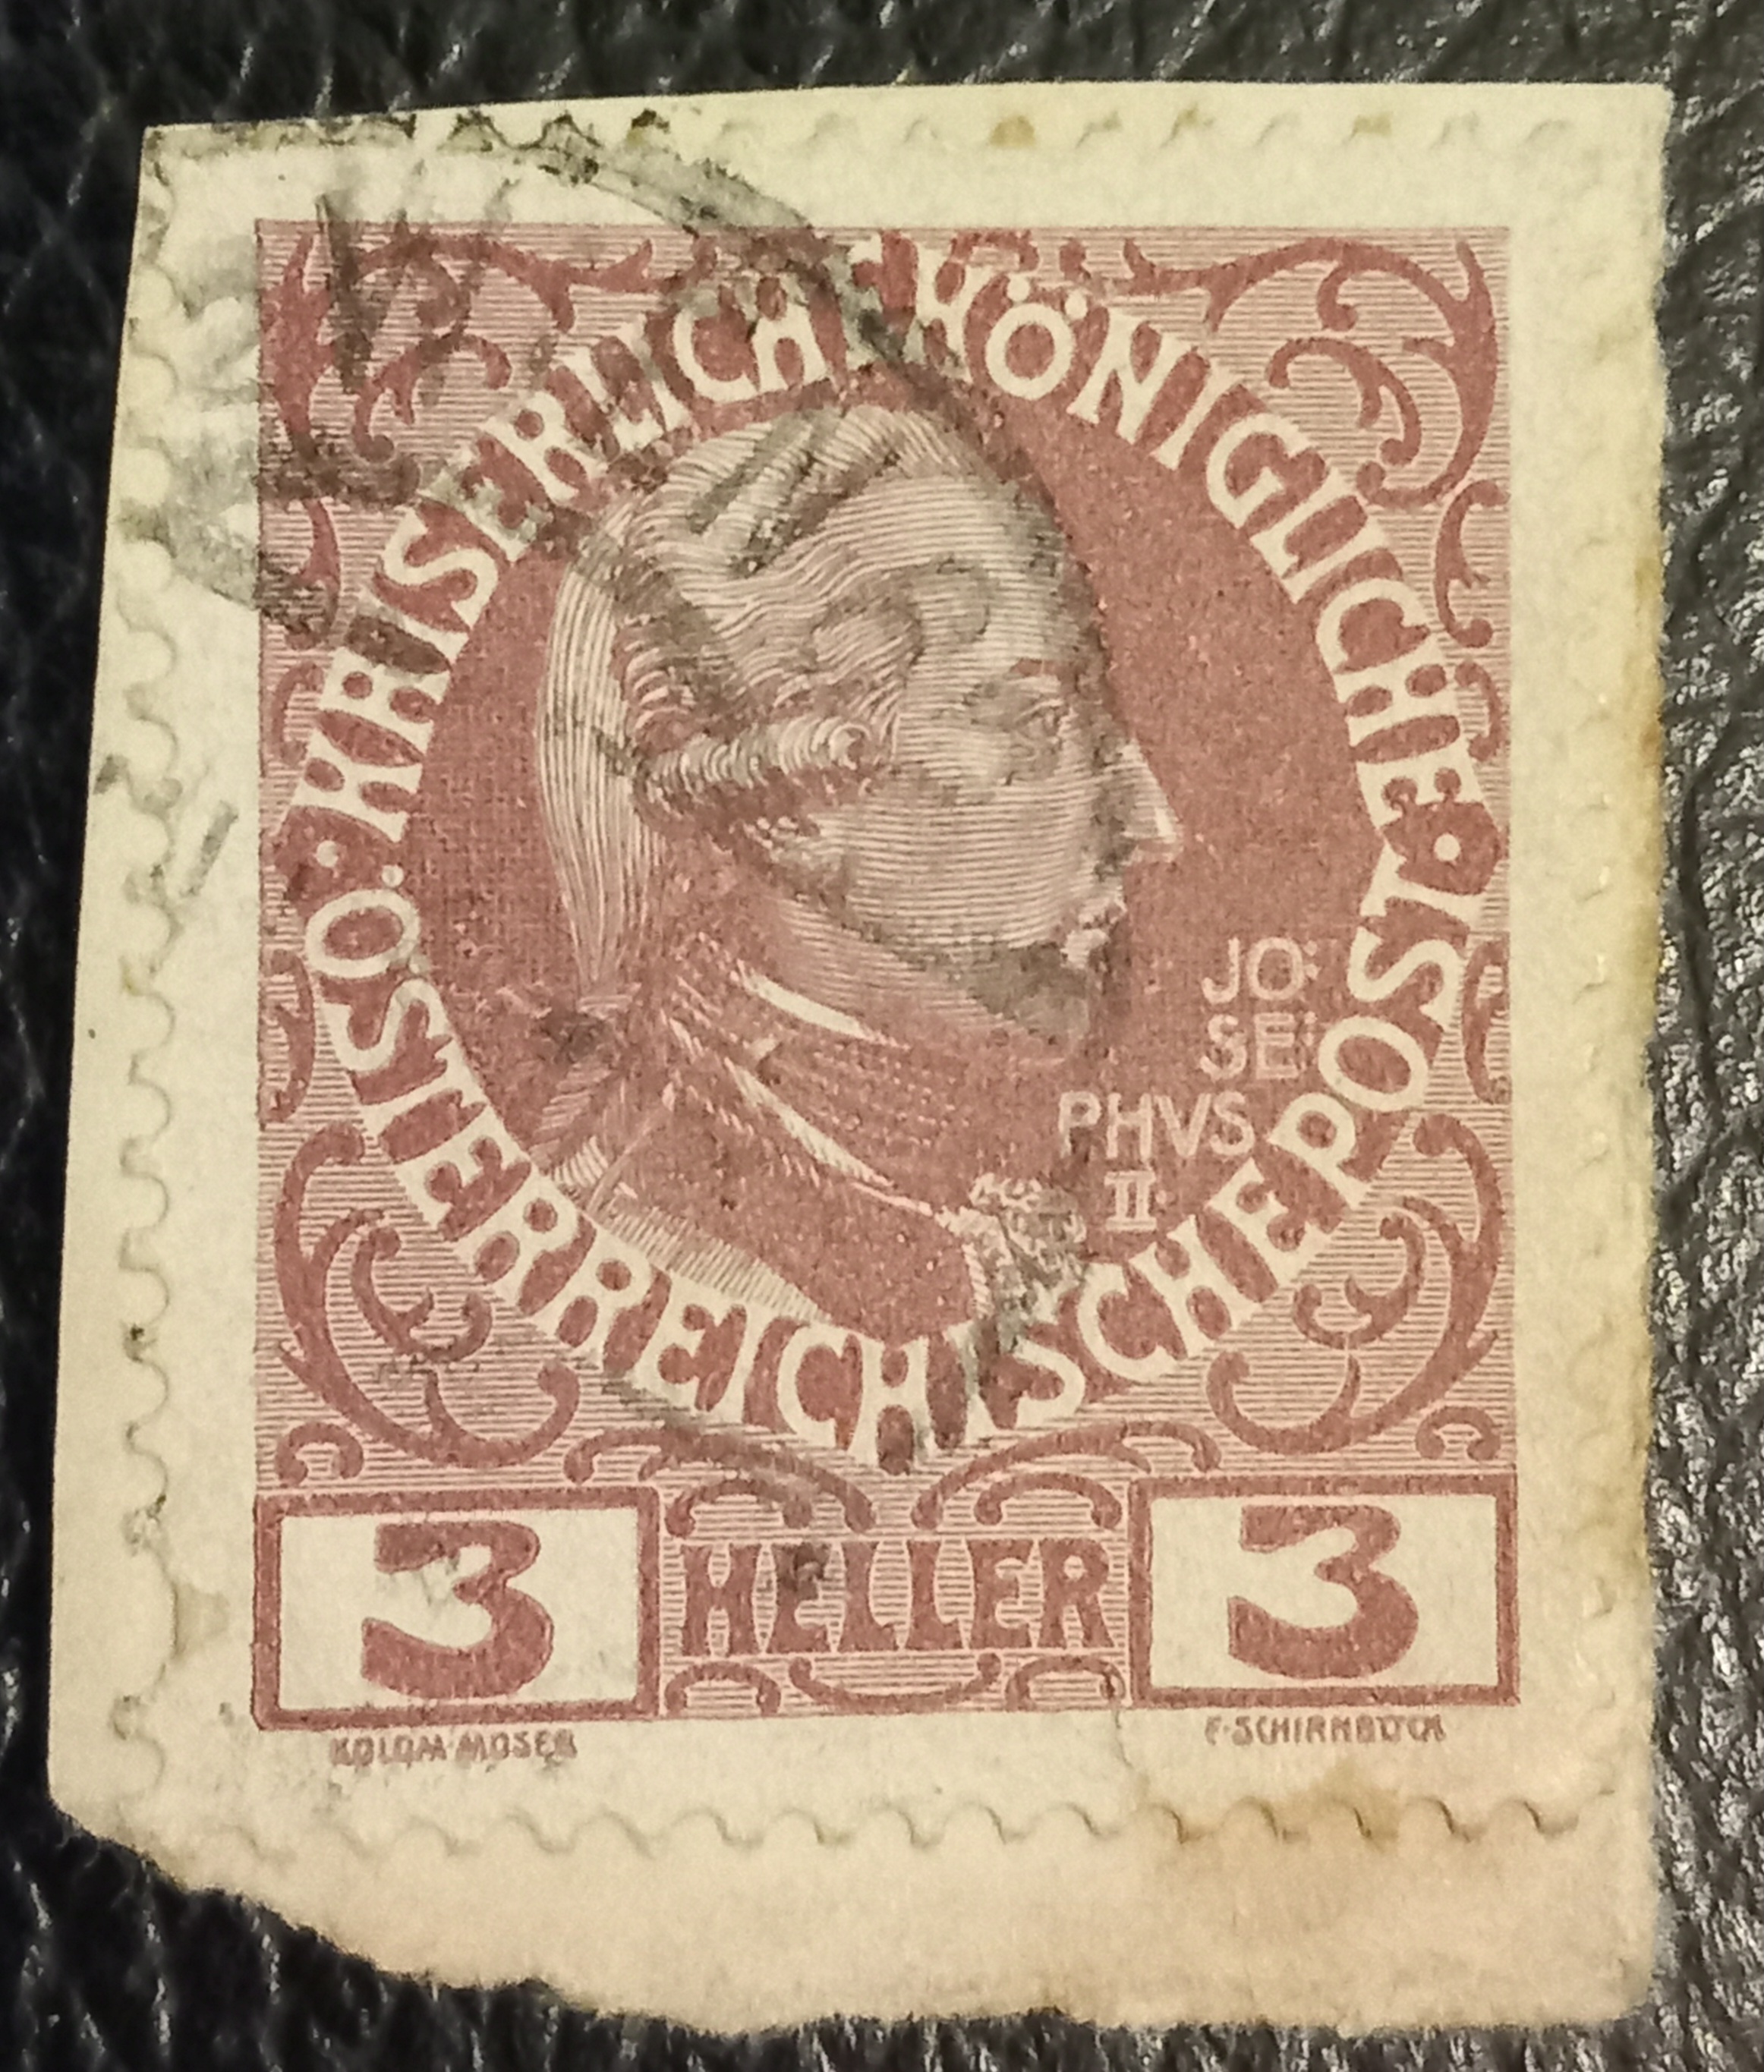 KAISERLICH KÖNIGLICHE
ÖSTERREICHISCHE POST
JO:
SE:
PHVS
II
3 HELLER 3
KOLOM·MOSER F·SCHIRNBÖCK